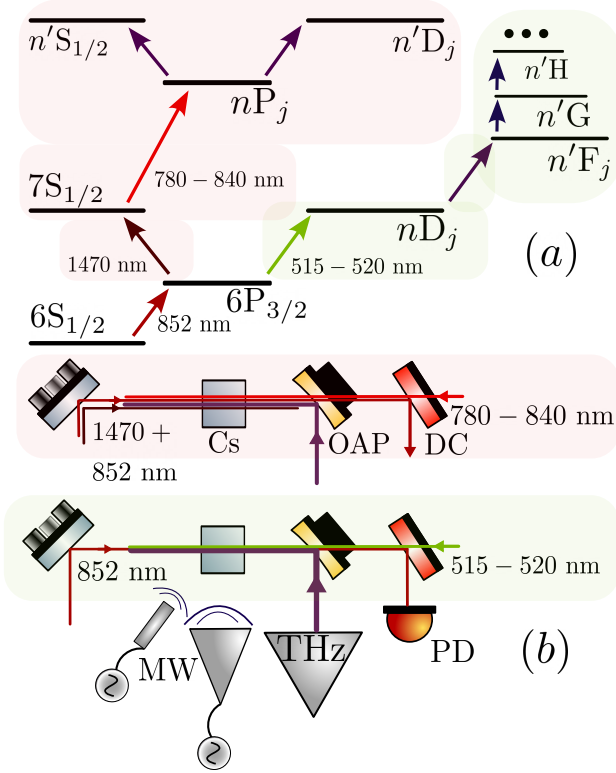 n′S₁/₂ n′D_j
n′H
nP_j n′G
n′F_j
7S₁/₂ 780 − 840 nm
nD_j (a)
1470 nm 515 − 520 nm
6P₃/₂
6S₁/₂ 852 nm
780 − 840 nm
1470 + Cs OAP DC
852 nm
852 nm 515 − 520 nm
MW THz PD (b)